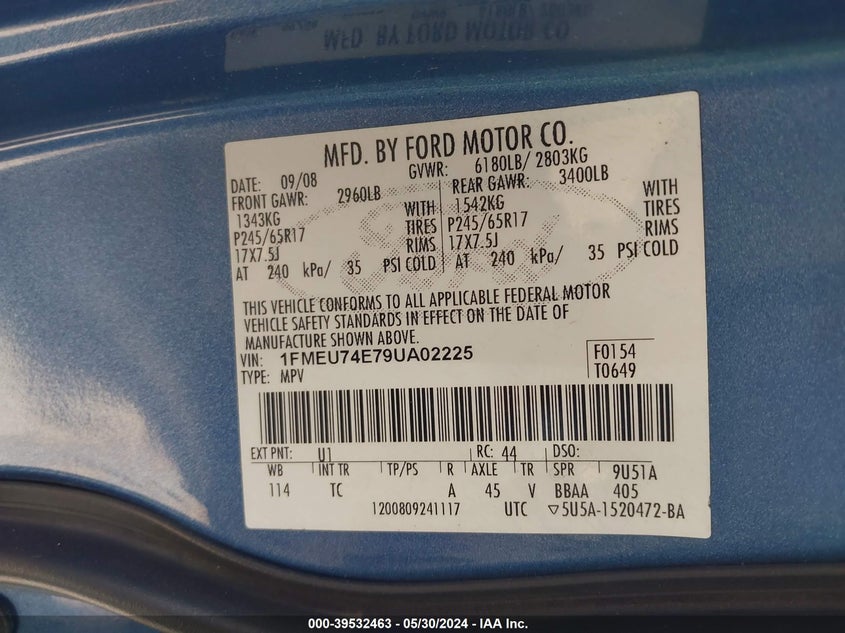 MFD. BY FORD MOTOR CO.
DATE: 09/08 GVWR: 6180LB/ 2803KG
FRONT GAWR: 2960LB REAR GAWR: 3400LB
1343KG WITH 1542KG WITH
P245/65R17 TIRES P245/65R17 TIRES
17X7.5J RIMS 17X7.5J RIMS
AT 240 kPa/ 35 PSI COLD AT 240 kPa/ 35 PSI COLD
THIS VEHICLE CONFORMS TO ALL APPLICABLE FEDERAL MOTOR
VEHICLE SAFETY STANDARDS IN EFFECT ON THE DATE OF
MANUFACTURE SHOWN ABOVE.
VIN: 1FMEU74E79UA02225 F0154
TYPE: MPV T0649
EXT PNT: U1 RC: 44 DSO:
WB INT TR TP/PS R AXLE TR SPR 9U51A
114 TC A 45 V BBAA 405
1200809241117 UTC ▽5U5A-1520472-BA
000-39532463 - 05/30/2024 - IAA Inc.